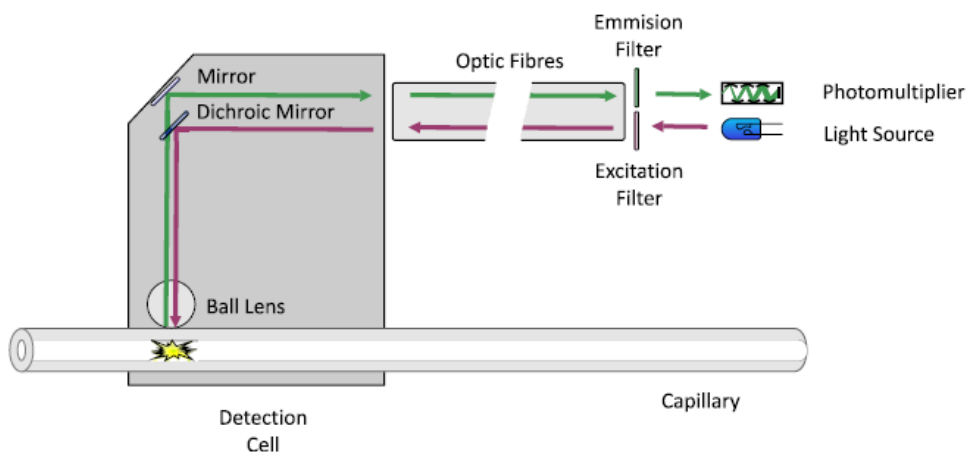 Emmision
Filter
Optic Fibres
Mirror
Photomultiplier
Dichroic Mirror
Light Source
Excitation
Filter
Ball Lens
Capillary
Detection
Cell